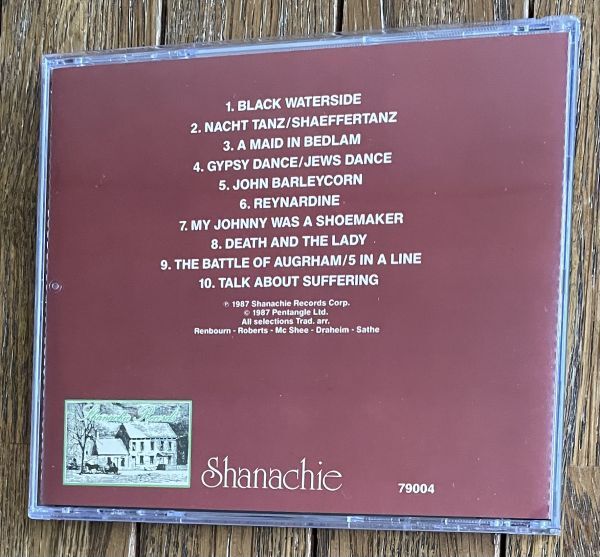 1. BLACK WATERSIDE
2. NACHT TANZ/SHAEFFERTANZ
3. A MAID IN BEDLAM
4. GYPSY DANCE/JEWS DANCE
5. JOHN BARLEYCORN
6. REYNARDINE
7. MY JOHNNY WAS A SHOEMAKER
8. DEATH AND THE LADY
9. THE BATTLE OF AUGRHAM/5 IN A LINE
10. TALK ABOUT SUFFERING
℗ 1987 Shanachie Records Corp.
© 1987 Pentangle Ltd.
All selections Trad. arr.
Renbourn - Roberts - Mc Shee - Draheim - Sathe
Shanachie
79004